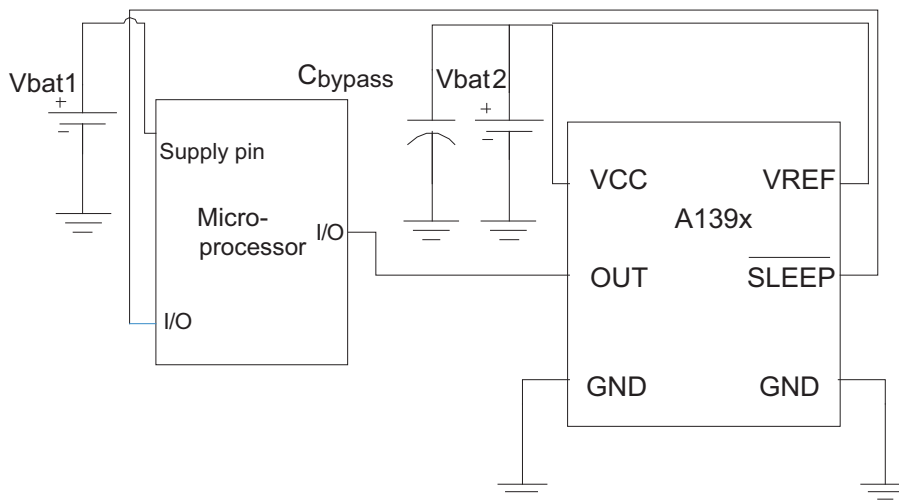 Vbat1
+
-
Cbypass
Vbat2
+
-
Supply pin
Micro-
processor
I/O
I/O
A139x
VCC
VREF
OUT
SLEEP
GND
GND